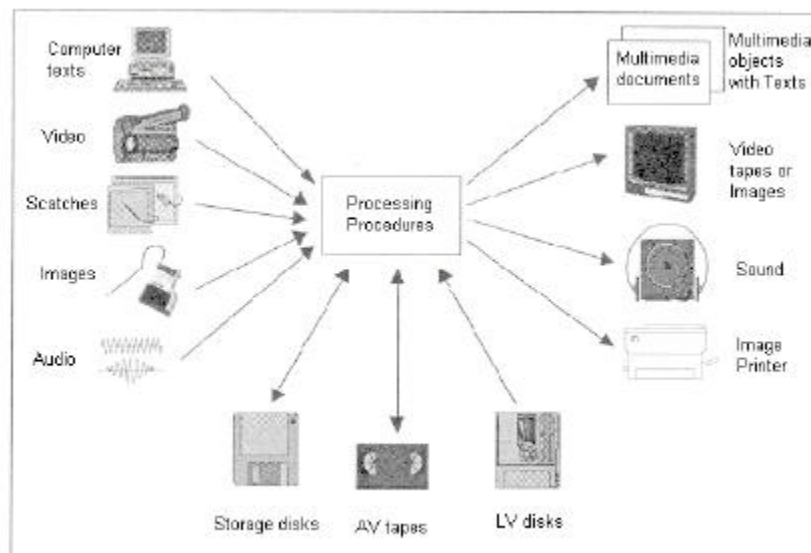 Computer
texts
Video
Scatches
Images
Audio
Processing
Procedures
Multimedia
documents
Multimedia
objects
with Texts
Video
tapes or
Images
Sound
Image
Printer
Storage disks
AV tapes
LV disks